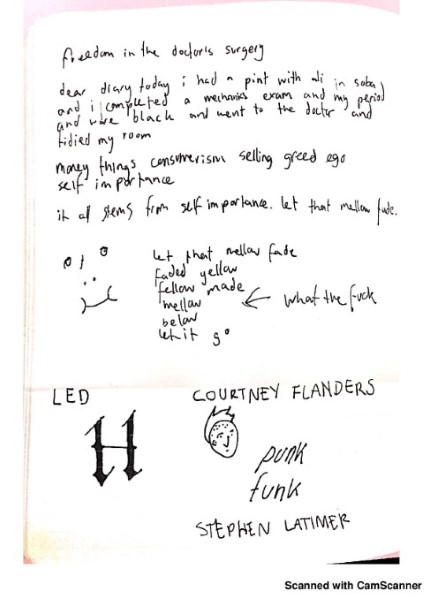 freedom in the doctor's surgery
dear diary today i had a pint with ali in soba
and i completed a mechanics exam and my period
and wore black and went to the doctor and
tidied my room
money things consumerism selling greed ego
self importance
it all stems from self importance. let that mellow fade.
let that mellow fade
faded yellow
fellow made
mellow
below
let it go
what the fuck
LED
H
COURTNEY FLANDERS
punk
funk
STEPHEN LATIMER
Scanned with CamScanner